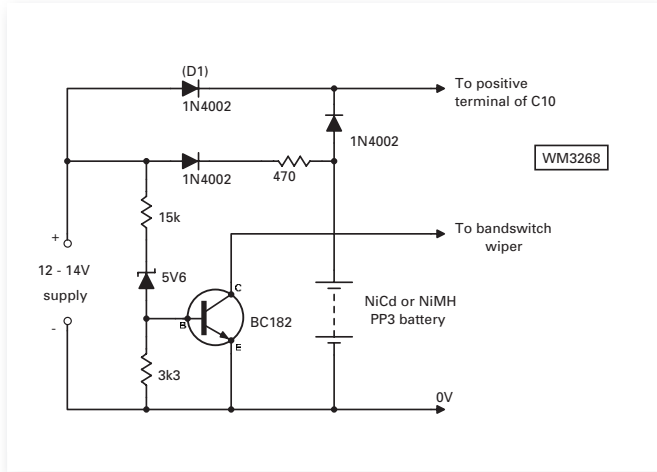 (D1)
1N4002
To positive
terminal of C10
1N4002
WM3268
1N4002
470
15k
To bandswitch
wiper
+
12 - 14V
supply
-
5V6
C
B
E
BC182
NiCd or NiMH
PP3 battery
3k3
0V